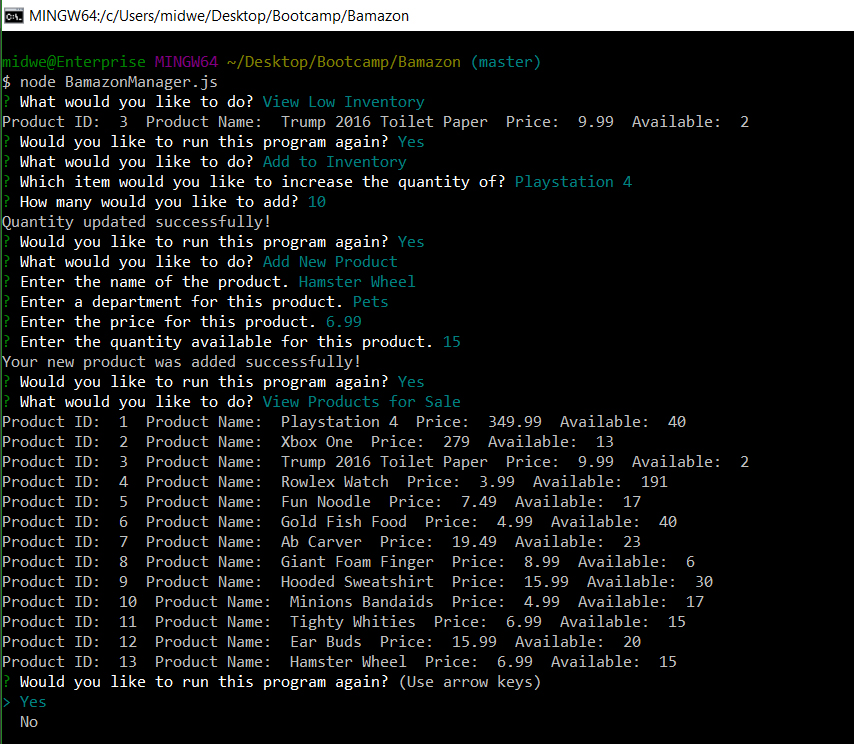 MINGW64:/c/Users/midwe/Desktop/Bootcamp/Bamazon
midwe@Enterprise MINGW64 ~/Desktop/Bootcamp/Bamazon (master)
$ node BamazonManager.js
? What would you like to do? View Low Inventory
Product ID:  3  Product Name:  Trump 2016 Toilet Paper  Price:  9.99  Available:  2
? Would you like to run this program again? Yes
? What would you like to do? Add to Inventory
? Which item would you like to increase the quantity of? Playstation 4
? How many would you like to add? 10
Quantity updated successfully!
? Would you like to run this program again? Yes
? What would you like to do? Add New Product
? Enter the name of the product. Hamster Wheel
? Enter a department for this product. Pets
? Enter the price for this product. 6.99
? Enter the quantity available for this product. 15
Your new product was added successfully!
? Would you like to run this program again? Yes
? What would you like to do? View Products for Sale
Product ID:  1  Product Name:  Playstation 4  Price:  349.99  Available:  40
Product ID:  2  Product Name:  Xbox One  Price:  279  Available:  13
Product ID:  3  Product Name:  Trump 2016 Toilet Paper  Price:  9.99  Available:  2
Product ID:  4  Product Name:  Rowlex Watch  Price:  3.99  Available:  191
Product ID:  5  Product Name:  Fun Noodle  Price:  7.49  Available:  17
Product ID:  6  Product Name:  Gold Fish Food  Price:  4.99  Available:  40
Product ID:  7  Product Name:  Ab Carver  Price:  19.49  Available:  23
Product ID:  8  Product Name:  Giant Foam Finger  Price:  8.99  Available:  6
Product ID:  9  Product Name:  Hooded Sweatshirt  Price:  15.99  Available:  30
Product ID:  10  Product Name:  Minions Bandaids  Price:  4.99  Available:  17
Product ID:  11  Product Name:  Tighty Whities  Price:  6.99  Available:  15
Product ID:  12  Product Name:  Ear Buds  Price:  15.99  Available:  20
Product ID:  13  Product Name:  Hamster Wheel  Price:  6.99  Available:  15
? Would you like to run this program again? (Use arrow keys)
> Yes
  No